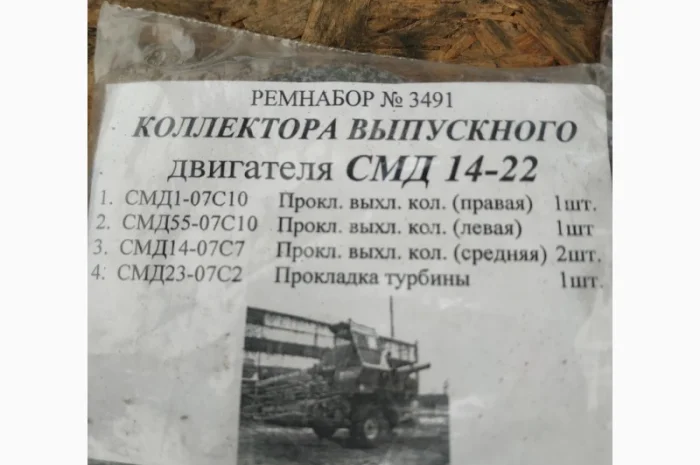 РЕМНАБОР № 3491
КОЛЛЕКТОРА ВЫПУСКНОГО
двигателя СМД 14-22
1. СМД1-07С10 Прокл. выхл. кол. (правая) 1шт.
2. СМД55-07С10 Прокл. выхл. кол. (левая) 1шт
3. СМД14-07С7 Прокл. выхл. кол. (средняя) 2шт.
4. СМД23-07С2 Прокладка турбины 1шт.